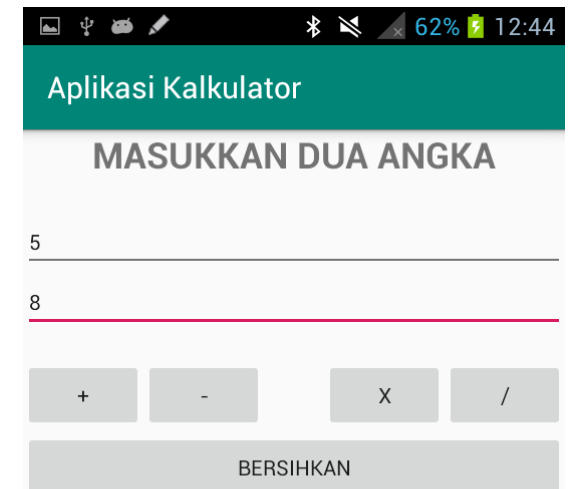 62% 12:44
Aplikasi Kalkulator
MASUKKAN DUA ANGKA
5
8
+ - X /
BERSIHKAN